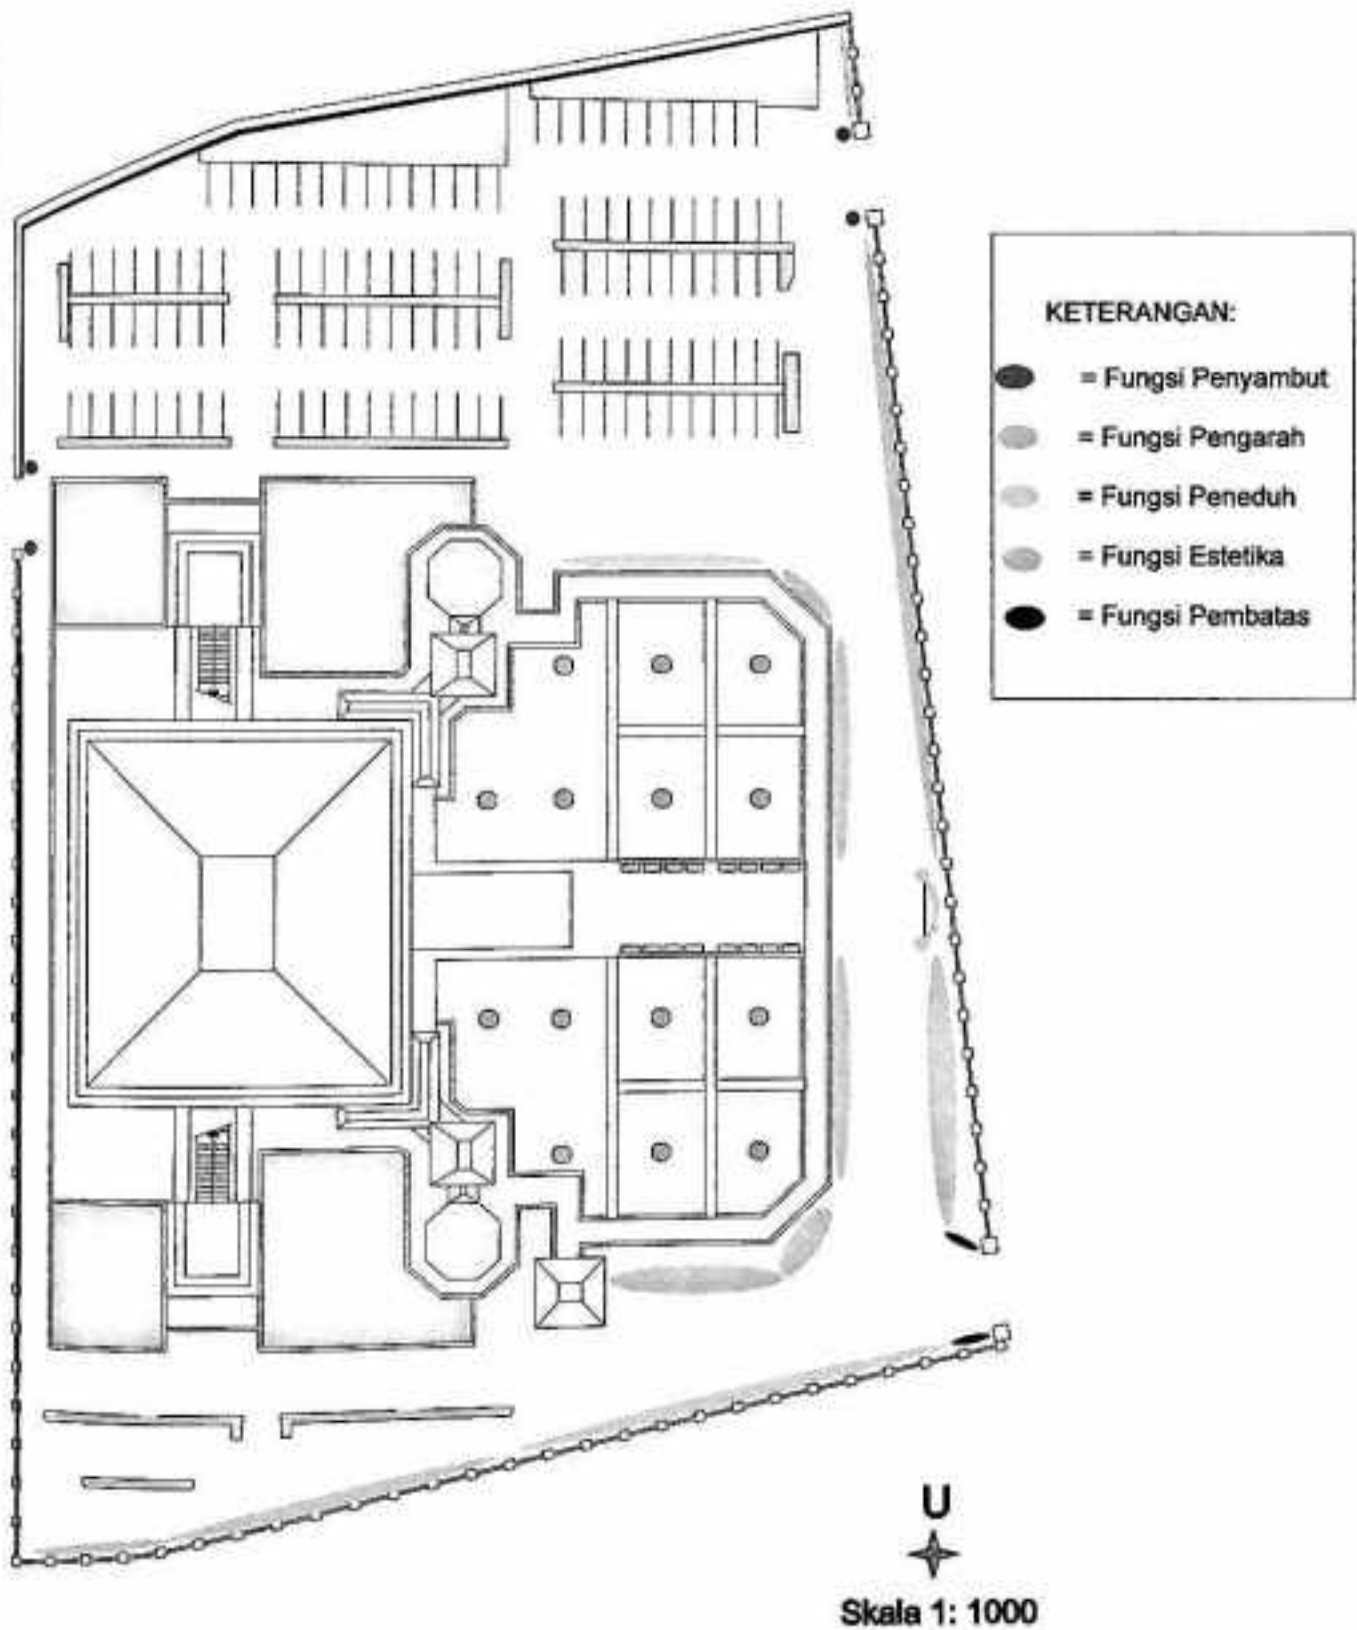 KETERANGAN:
= Fungsi Penyambut
= Fungsi Pengarah
= Fungsi Peneduh
= Fungsi Estetika
= Fungsi Pembatas
U
Skala 1: 1000